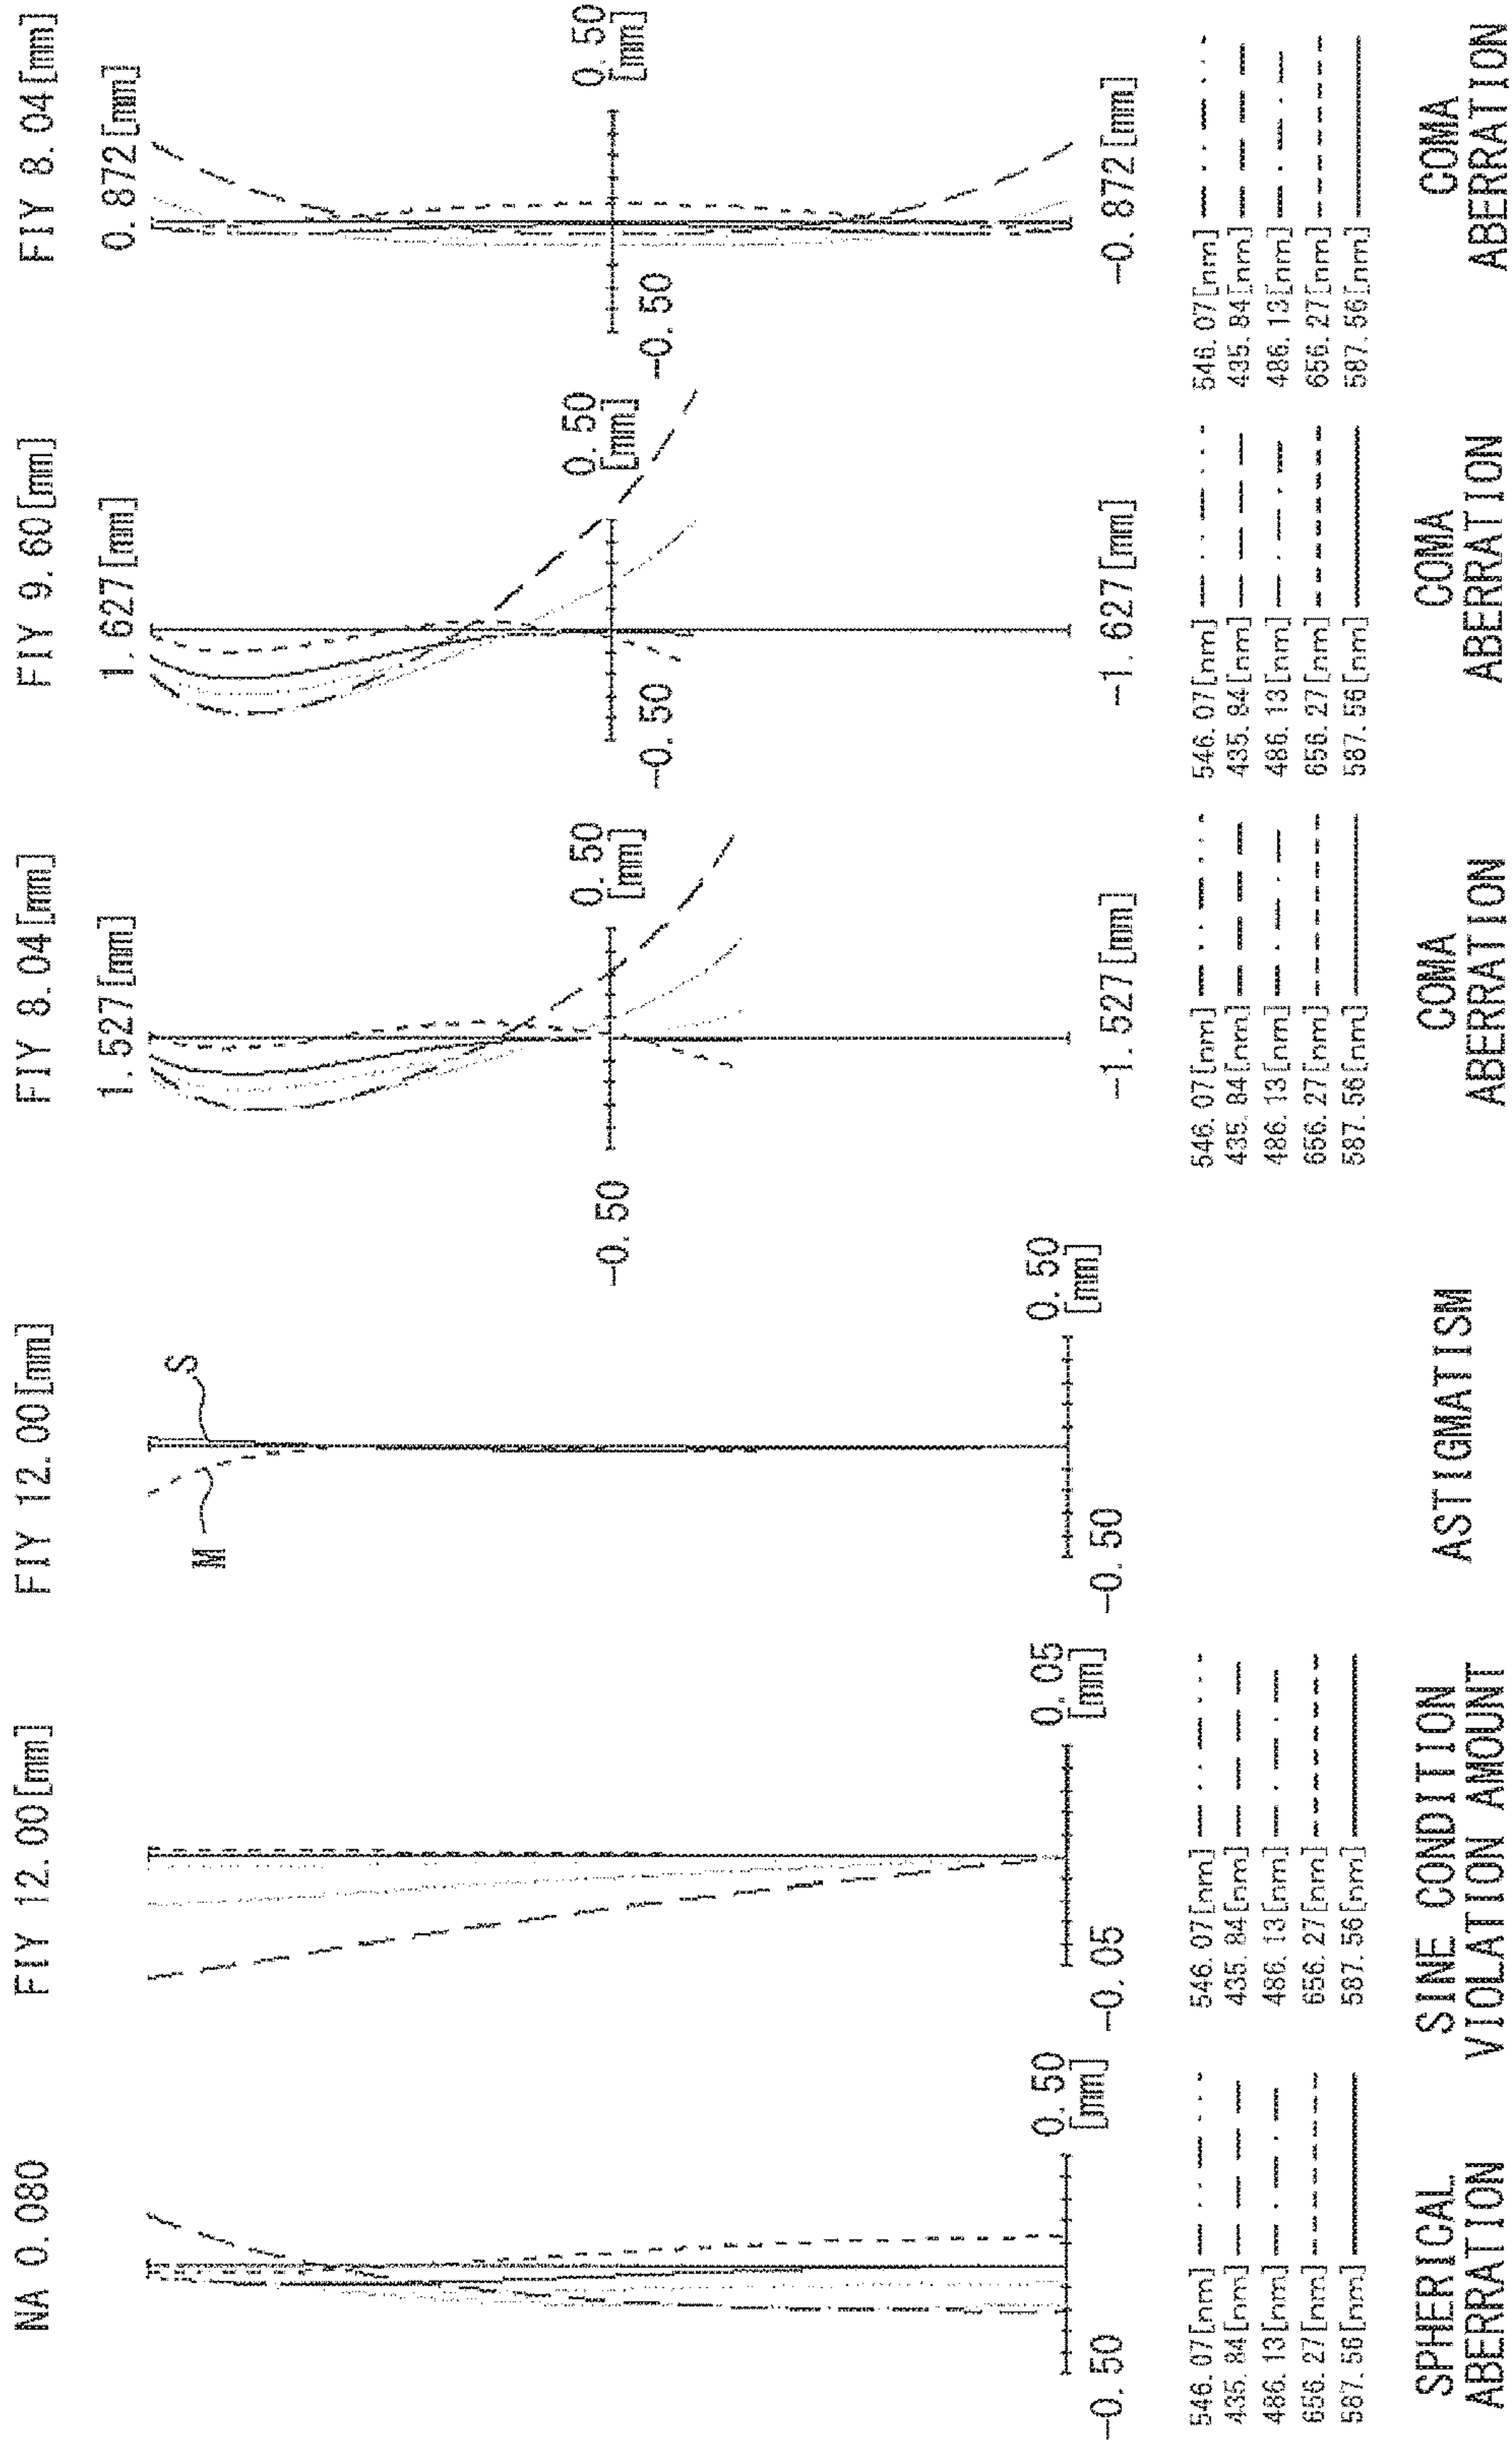 NA 0.080
0.50
[mm]
-0.50
546.07[nm]
435.84[nm]
486.13[nm]
656.27[nm]
587.56[nm]
SPHERICAL
ABERRATION
FIY 12.00[mm]
0.05
[mm]
-0.05
546.07[nm]
435.84[nm]
486.13[nm]
656.27[nm]
587.56[nm]
SINE CONDITION
VIOLATION AMOUNT
FIY 12.00[mm]
S
M
0.50
[mm]
-0.50
ASTIGMATISM
FIY 8.04[mm]
1.527[mm]
0.50
[mm]
-0.50
-1.527[mm]
546.07[nm]
435.84[nm]
486.13[nm]
656.27[nm]
587.56[nm]
COMA
ABERRATION
FIY 9.60[mm]
1.627[mm]
0.50
[mm]
-0.50
-1.627[mm]
546.07[nm]
435.84[nm]
486.13[nm]
656.27[nm]
587.56[nm]
COMA
ABERRATION
FIY 8.04[mm]
0.872[mm]
0.50
[mm]
-0.50
-0.872[mm]
546.07[nm]
435.84[nm]
486.13[nm]
656.27[nm]
587.56[nm]
COMA
ABERRATION